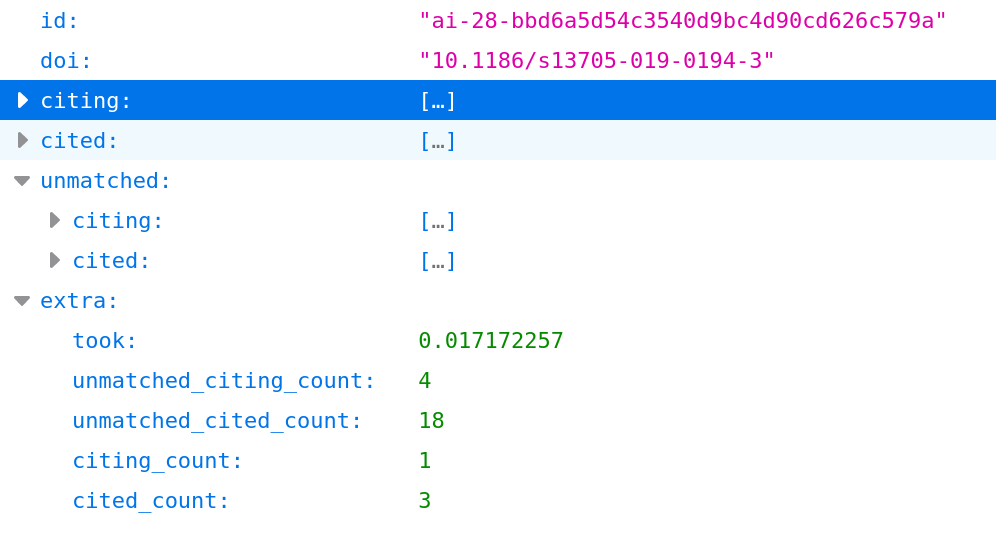 id: "ai-28-bbd6a5d54c3540d9bc4d90cd626c579a"
doi: "10.1186/s13705-019-0194-3"
citing: […]
cited: […]
unmatched:
citing: […]
cited: […]
extra:
took: 0.017172257
unmatched_citing_count: 4
unmatched_cited_count: 18
citing_count: 1
cited_count: 3